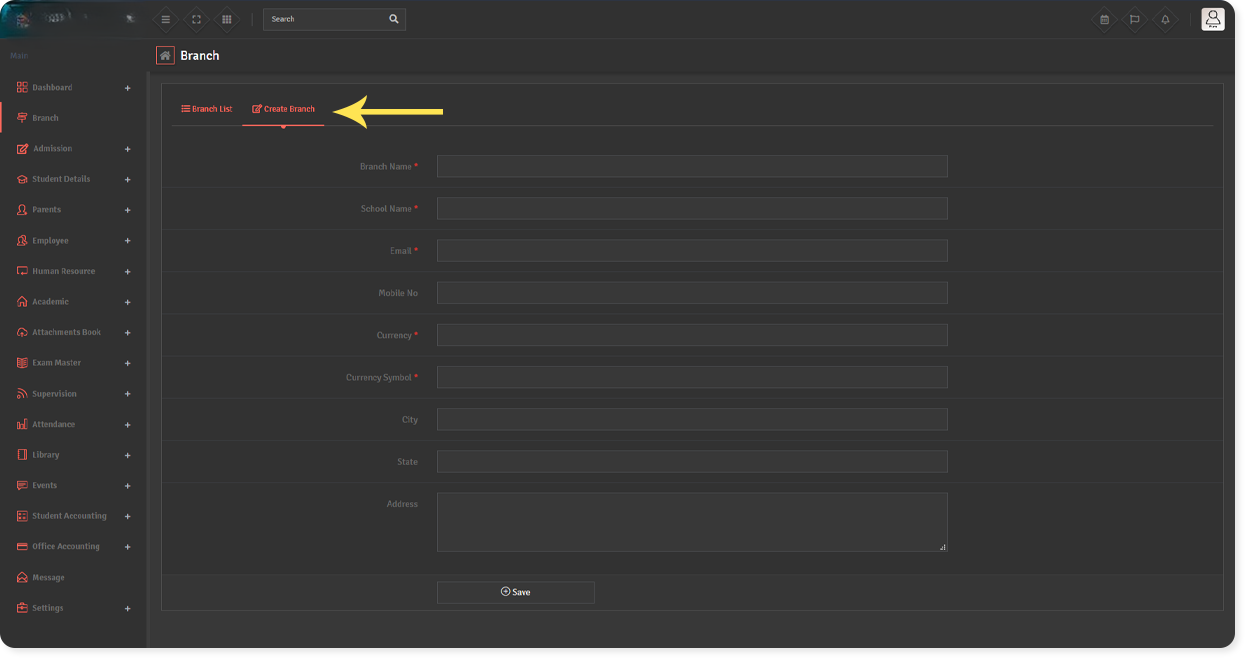 Search
Main
Branch
Dashboard
Branch
Admission
Student Details
Parents
Employee
Human Resource
Academic
Attachments Book
Exam Master
Supervision
Attendance
Library
Events
Student Accounting
Office Accounting
Message
Settings
Branch List
Create Branch
Branch Name *
School Name *
Email *
Mobile No
Currency *
Currency Symbol *
City
State
Address
Save